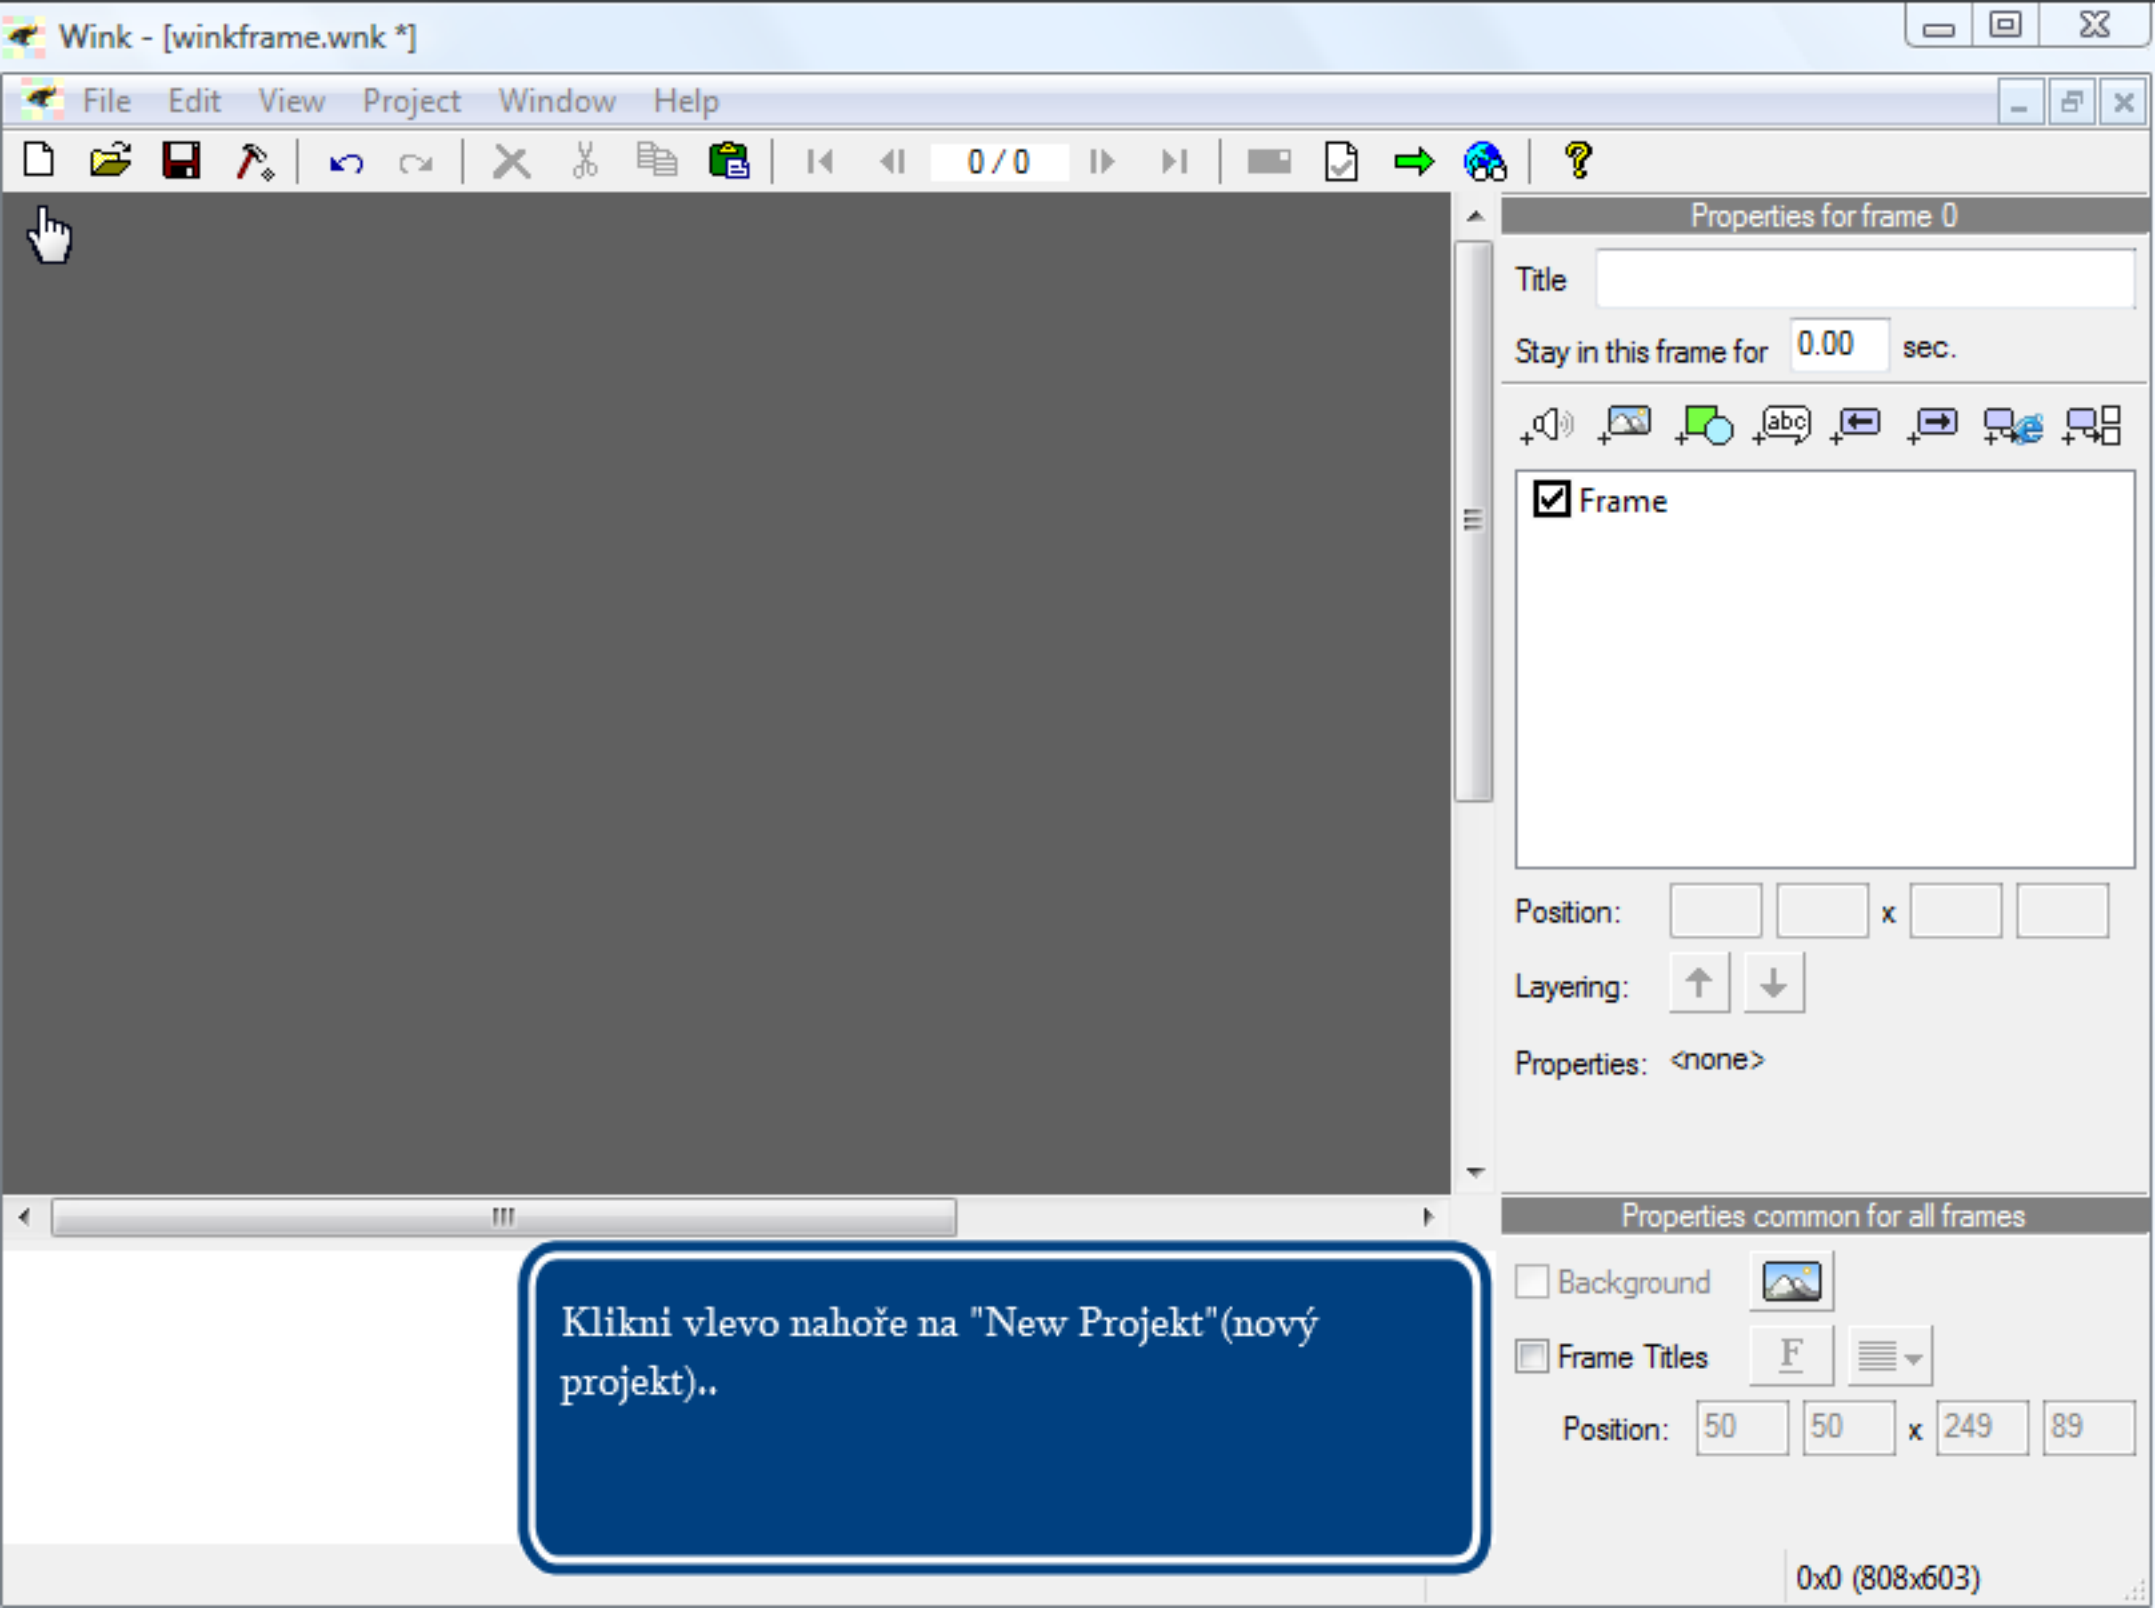 Wink - [winkframe.wnk *]
File Edit View Project Window Help
0 / 0
Properties for frame 0
Title
Stay in this frame for 0.00 sec.
abc
Frame
Position: x
Layering:
Properties: <none>
Properties common for all frames
Background
Frame Titles F
Position: 50 50 x 249 89
Klikni vlevo nahoře na "New Projekt"(nový
projekt)..
0x0 (808x603)